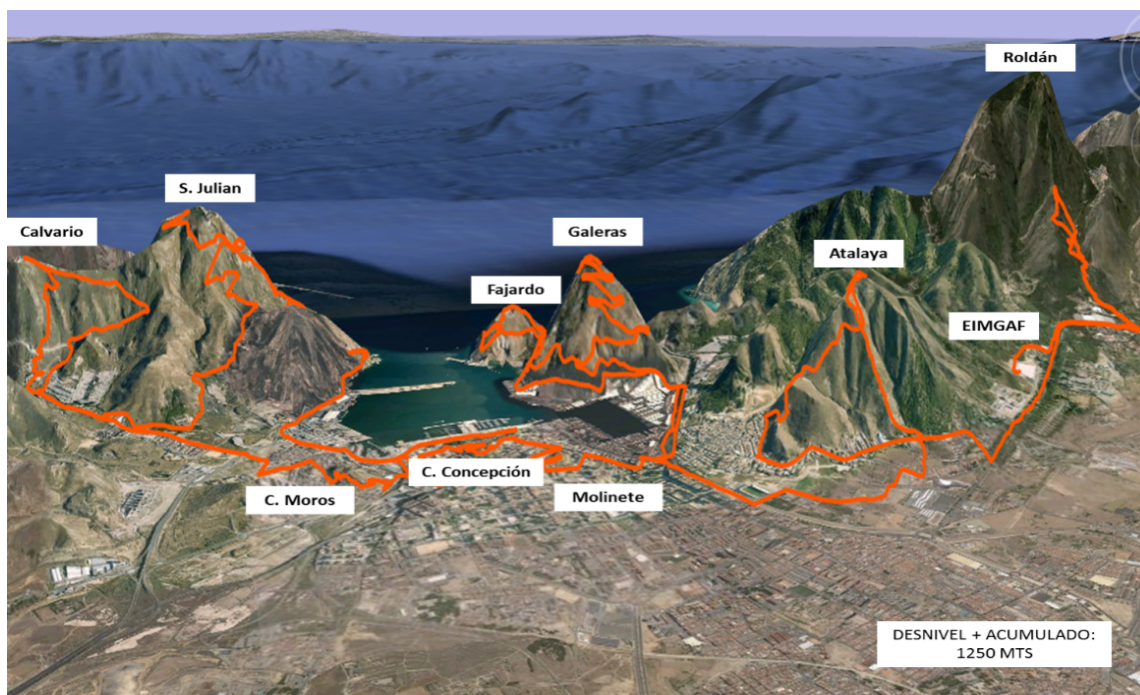 Roldán
S. Julian
Calvario
Galeras
Atalaya
Fajardo
EIMGAF
C. Concepción
C. Moros
Molinete
DESNIVEL + ACUMULADO:
1250 MTS